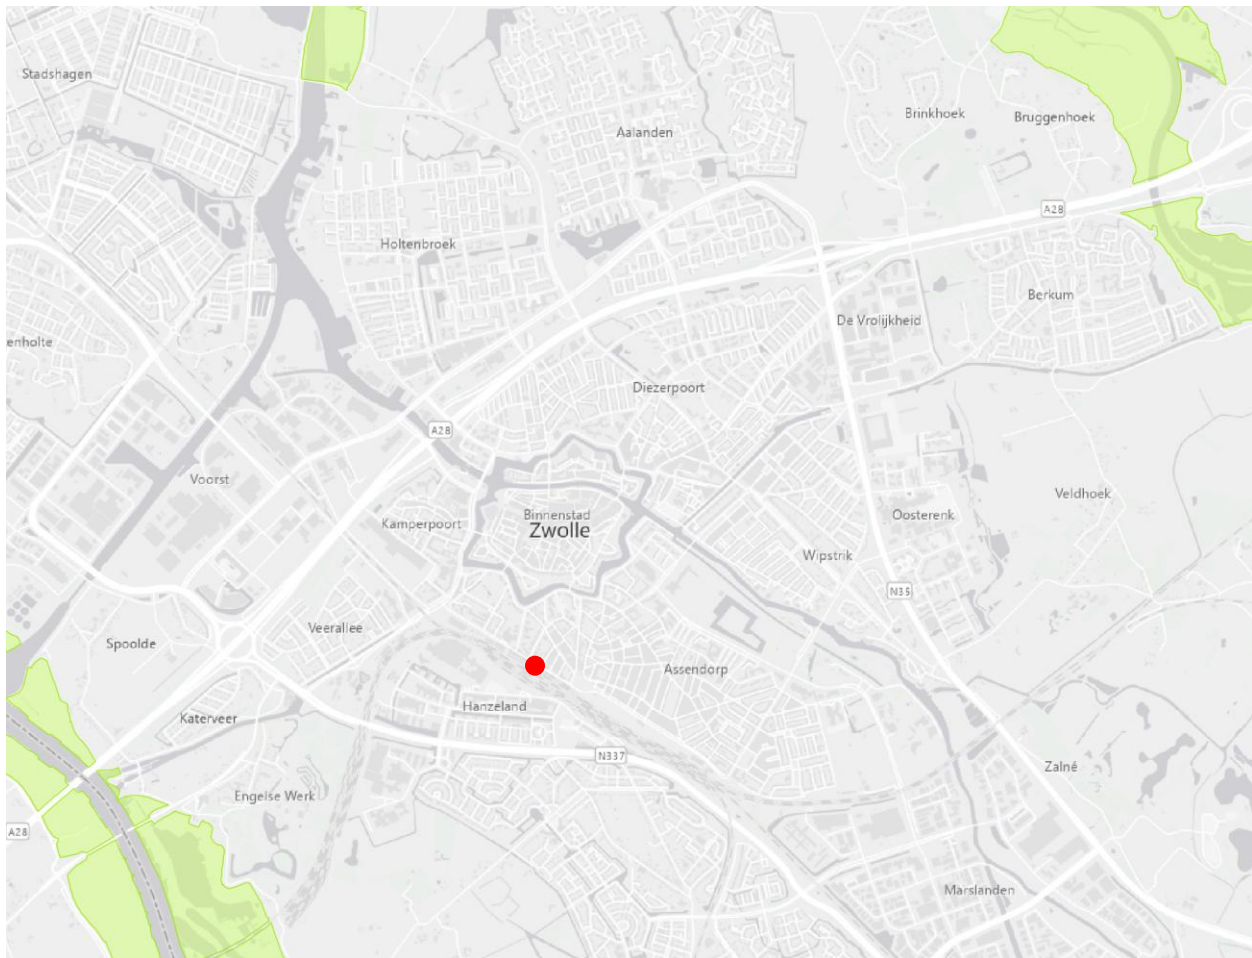 Stadshagen
Brinkhoek
Bruggenhoek
Aalanden
A28
Holtenbroek
Berkum
De Vrolijkheid
enholte
Diezerpoort
A28
Voorst
Veldhoek
Binnenstad
Oosterenk
Kamperpoort
Zwolle
Wipstrik
N35
Veerallee
Spoolde
Assendorp
Hanzeland
Katerveer
N337
Zalné
Engelse Werk
A28
Marslanden